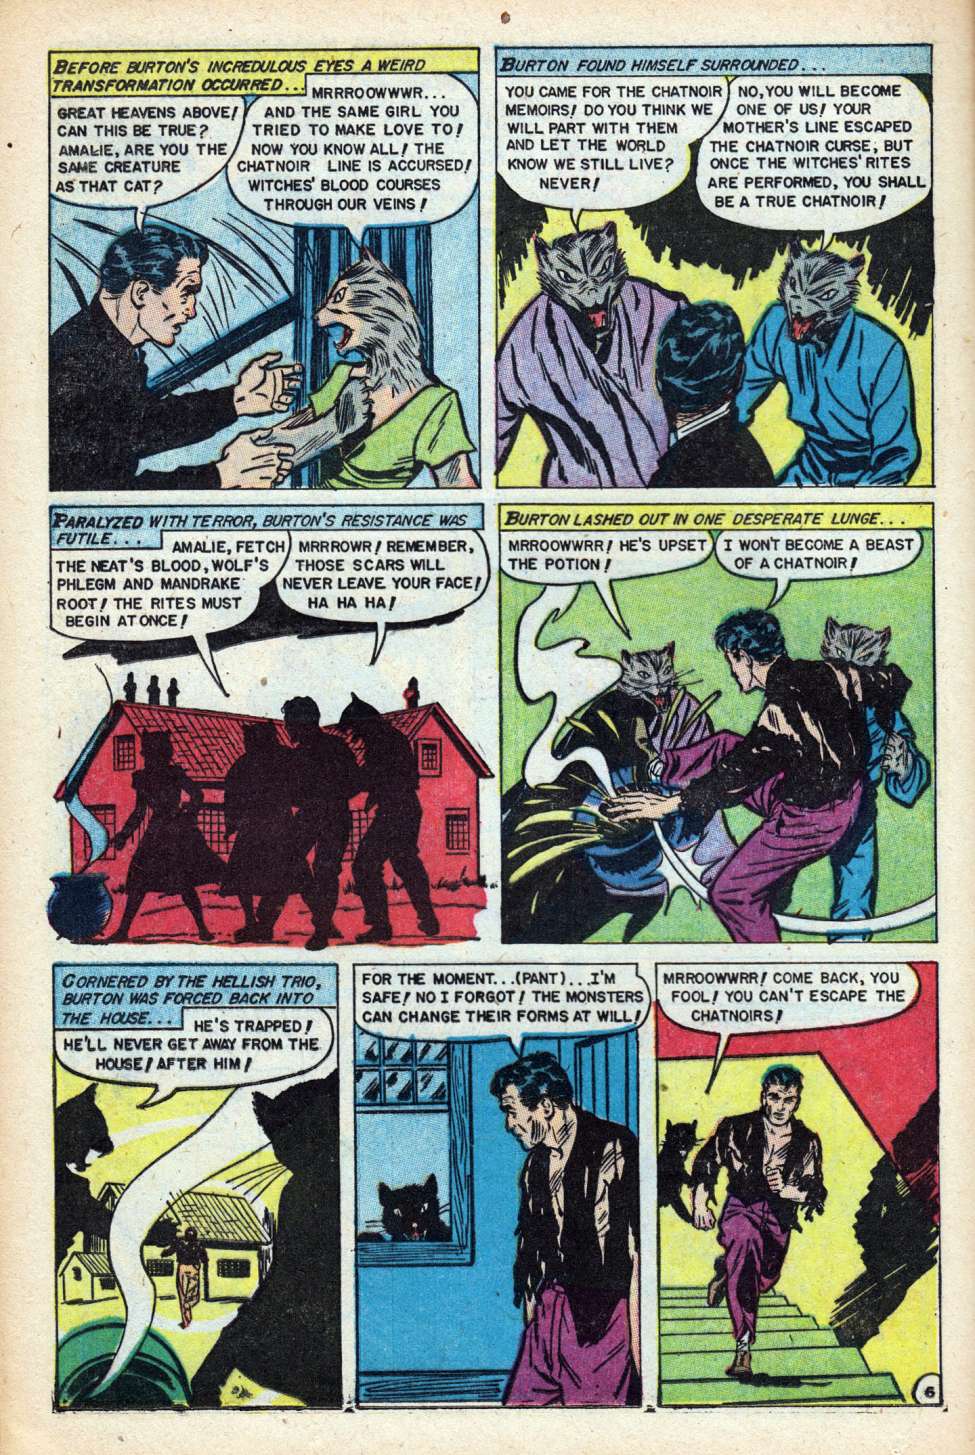 BEFORE BURTON'S INCREDULOUS EYES A WEIRD
TRANSFORMATION OCCURRED...
GREAT HEAVENS ABOVE!
CAN THIS BE TRUE?
AMALIE, ARE YOU THE
SAME CREATURE
AS THAT CAT?
MRRROOWWWR...
AND THE SAME GIRL YOU
TRIED TO MAKE LOVE TO!
NOW YOU KNOW ALL! THE
CHATNOIR LINE IS ACCURSED!
WITCHES' BLOOD COURSES
THROUGH OUR VEINS!
BURTON FOUND HIMSELF SURROUNDED...
YOU CAME FOR THE CHATNOIR
MEMOIRS! DO YOU THINK WE
WILL PART WITH THEM
AND LET THE WORLD
KNOW WE STILL LIVE?
NEVER!
NO, YOU WILL BECOME
ONE OF US! YOUR
MOTHER'S LINE ESCAPED
THE CHATNOIR CURSE, BUT
ONCE THE WITCHES' RITES
ARE PERFORMED, YOU SHALL
BE A TRUE CHATNOIR!
PARALYZED WITH TERROR, BURTON'S RESISTANCE WAS
FUTILE...
AMALIE, FETCH
THE NEAT'S BLOOD, WOLF'S
PHLEGM AND MANDRAKE
ROOT! THE RITES MUST
BEGIN AT ONCE!
MRRROWR! REMEMBER,
THOSE SCARS WILL
NEVER LEAVE YOUR FACE!
HA HA HA!
BURTON LASHED OUT IN ONE DESPERATE LUNGE...
MRROOWWRR! HE'S UPSET
THE POTION!
I WON'T BECOME A BEAST
OF A CHATNOIR!
CORNERED BY THE HELLISH TRIO,
BURTON WAS FORCED BACK INTO
THE HOUSE...
HE'S TRAPPED!
HE'LL NEVER GET AWAY FROM THE
HOUSE! AFTER HIM!
FOR THE MOMENT...(PANT)...I'M
SAFE! NO I FORGOT! THE MONSTERS
CAN CHANGE THEIR FORMS AT WILL!
MRROOWWRR! COME BACK, YOU
FOOL! YOU CAN'T ESCAPE THE
CHATNOIRS!
6